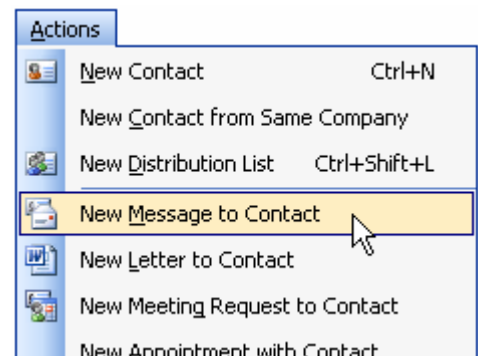 Actions
New Contact Ctrl+N
New Contact from Same Company
New Distribution List Ctrl+Shift+L
New Message to Contact
New Letter to Contact
New Meeting Request to Contact
New Appointment with Contact